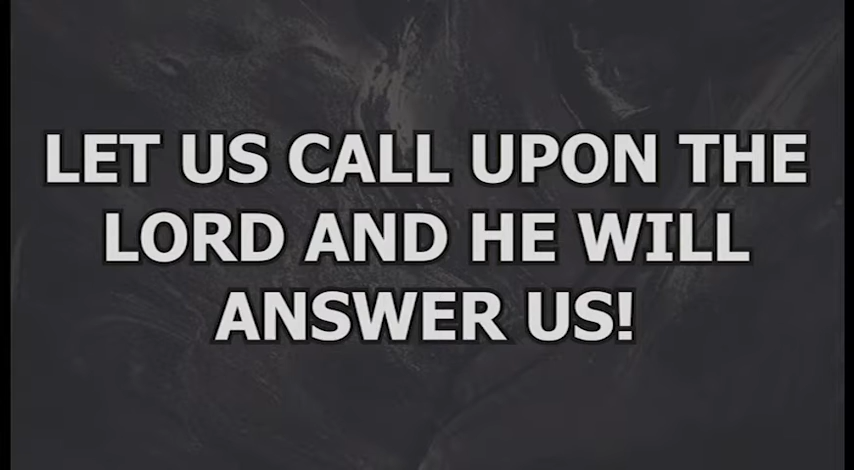 LET US CALL UPON THE
LORD AND HE WILL
ANSWER US!